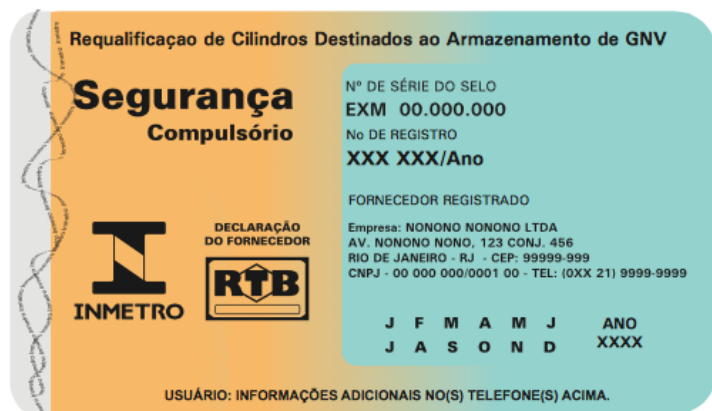 Requalificaçao de Cilindros Destinados ao Armazenamento de GNV
Segurança
Compulsório
Nº DE SÉRIE DO SELO
EXM 00.000.000
No DE REGISTRO
XXX XXX/Ano
FORNECEDOR REGISTRADO
Empresa: NONONO NONONO LTDA
AV. NONONO NONO, 123 CONJ. 456
RIO DE JANEIRO - RJ - CEP: 99999-999
CNPJ - 00 000 000/0001 00 - TEL: (0XX 21) 9999-9999
INMETRO
DECLARAÇÃO
DO FORNECEDOR
RTB
J F M A M J
J A S O N D
ANO
XXXX
USUÁRIO: INFORMAÇÕES ADICIONAIS NO(S) TELEFONE(S) ACIMA.